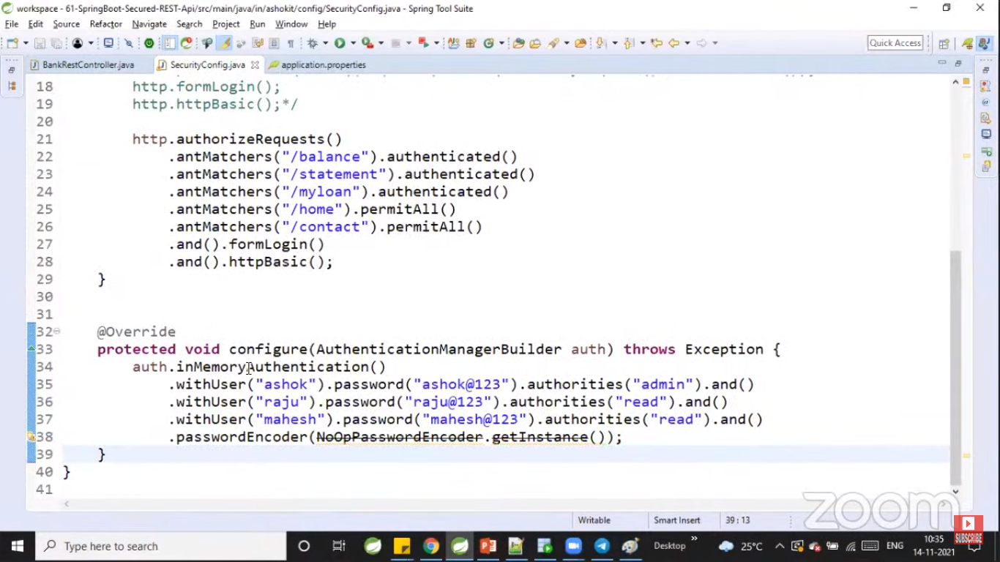 workspace - 61-SpringBoot-Secured-REST-Api/src/main/java/in/ashokit/config/SecurityConfig.java - Spring Tool Suite
File Edit Source Refactor Navigate Search Project Run Window Help
Quick Access
BankRestController.java SecurityConfig.java application.properties
18 http.formLogin();
19 http.httpBasic();*/
20
21 http.authorizeRequests()
22 .antMatchers("/balance").authenticated()
23 .antMatchers("/statement").authenticated()
24 .antMatchers("/myloan").authenticated()
25 .antMatchers("/home").permitAll()
26 .antMatchers("/contact").permitAll()
27 .and().formLogin()
28 .and().httpBasic();
29 }
30
31
32 @Override
33 protected void configure(AuthenticationManagerBuilder auth) throws Exception {
34 auth.inMemoryAuthentication()
35 .withUser("ashok").password("ashok@123").authorities("admin").and()
36 .withUser("raju").password("raju@123").authorities("read").and()
37 .withUser("mahesh").password("mahesh@123").authorities("read").and()
38 .passwordEncoder(NoOpPasswordEncoder.getInstance());
39 }
40 }
41
zoom
Writable Smart Insert 39 : 13
SUBSCRIBE
Type here to search Desktop 25°C ENG 10:35
14-11-2021